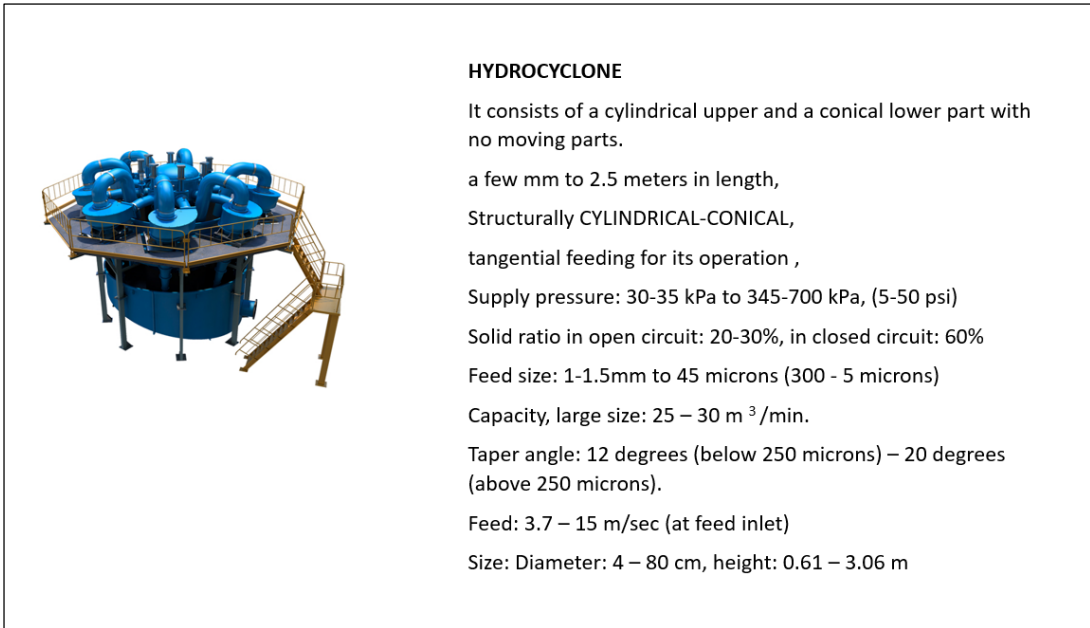 HYDROCYCLONE
It consists of a cylindrical upper and a conical lower part with
no moving parts.
a few mm to 2.5 meters in length,
Structurally CYLINDRICAL-CONICAL,
tangential feeding for its operation ,
Supply pressure: 30-35 kPa to 345-700 kPa, (5-50 psi)
Solid ratio in open circuit: 20-30%, in closed circuit: 60%
Feed size: 1-1.5mm to 45 microns (300 - 5 microns)
Capacity, large size: 25 – 30 m ³ /min.
Taper angle: 12 degrees (below 250 microns) – 20 degrees
(above 250 microns).
Feed: 3.7 – 15 m/sec (at feed inlet)
Size: Diameter: 4 – 80 cm, height: 0.61 – 3.06 m